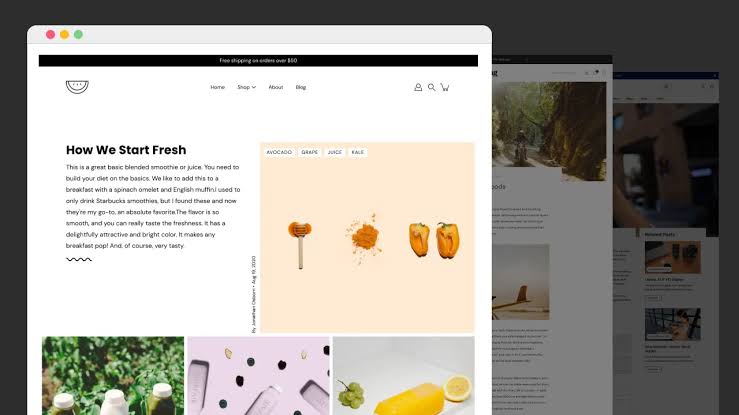 Free shipping on orders over $50
Home Shop About Blog
How We Start Fresh
This is a great basic blended smoothie or juice. You need to
build your diet on the basics. We like to add this to a
breakfast with a spinach omelet and English muffin.I used to
only drink Starbucks smoothies, but I found these and now
they're my go-to, an absolute favorite.The flavor is so
smooth, and you can really taste the freshness. It has a
delightfully attractive and bright color. It makes any
breakfast pop! And, of course, very tasty.
AVOCADO GRAPE JUICE KALE
By Jonathan Osborn • Aug 19, 2020
Related Posts